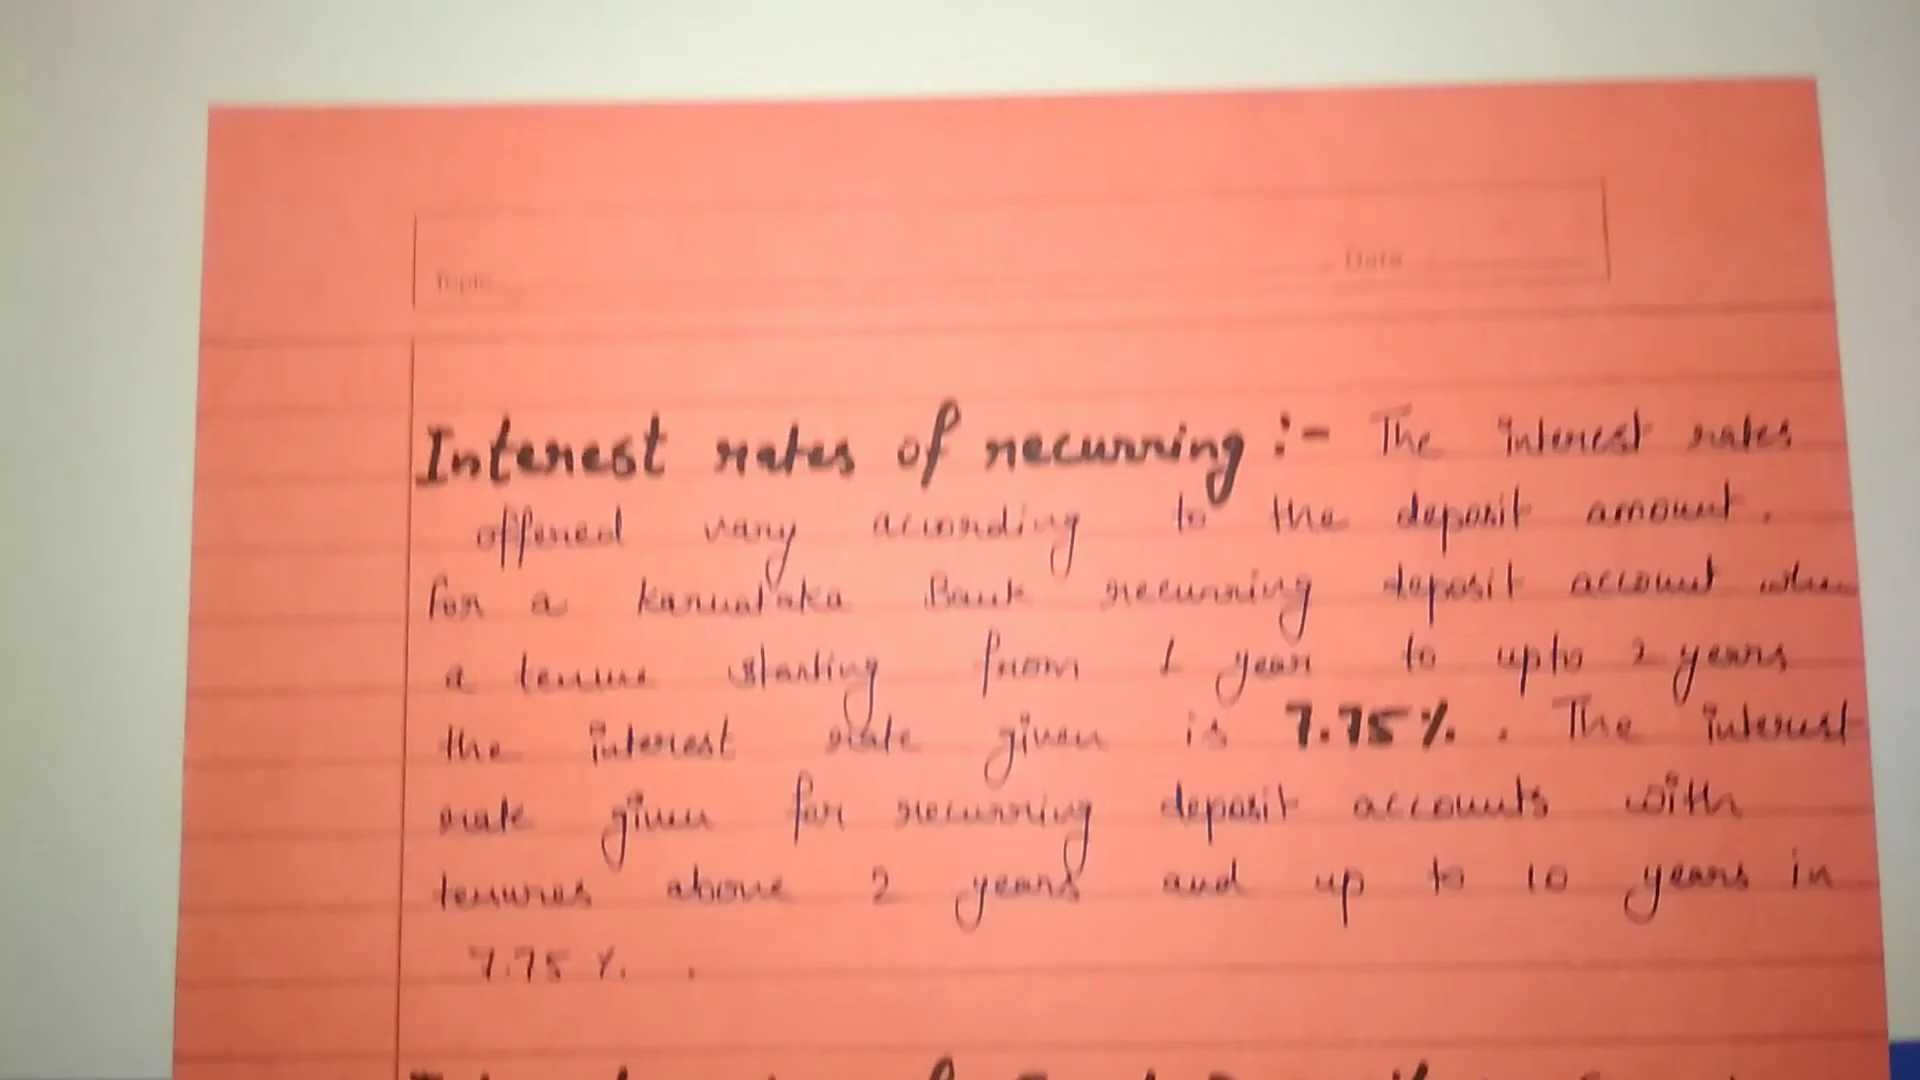 Topic
Date
Interest rates of recurring :- The interest rates
offered vary according to the deposit amount.
for a karnataka Bank recurring deposit account when
a tenure starting from 1 year to upto 2 years
the interest rate given is 7.75%. The interest
rate given for recurring deposit accounts with
tenures above 2 years and up to 10 years in
7.75 %. .